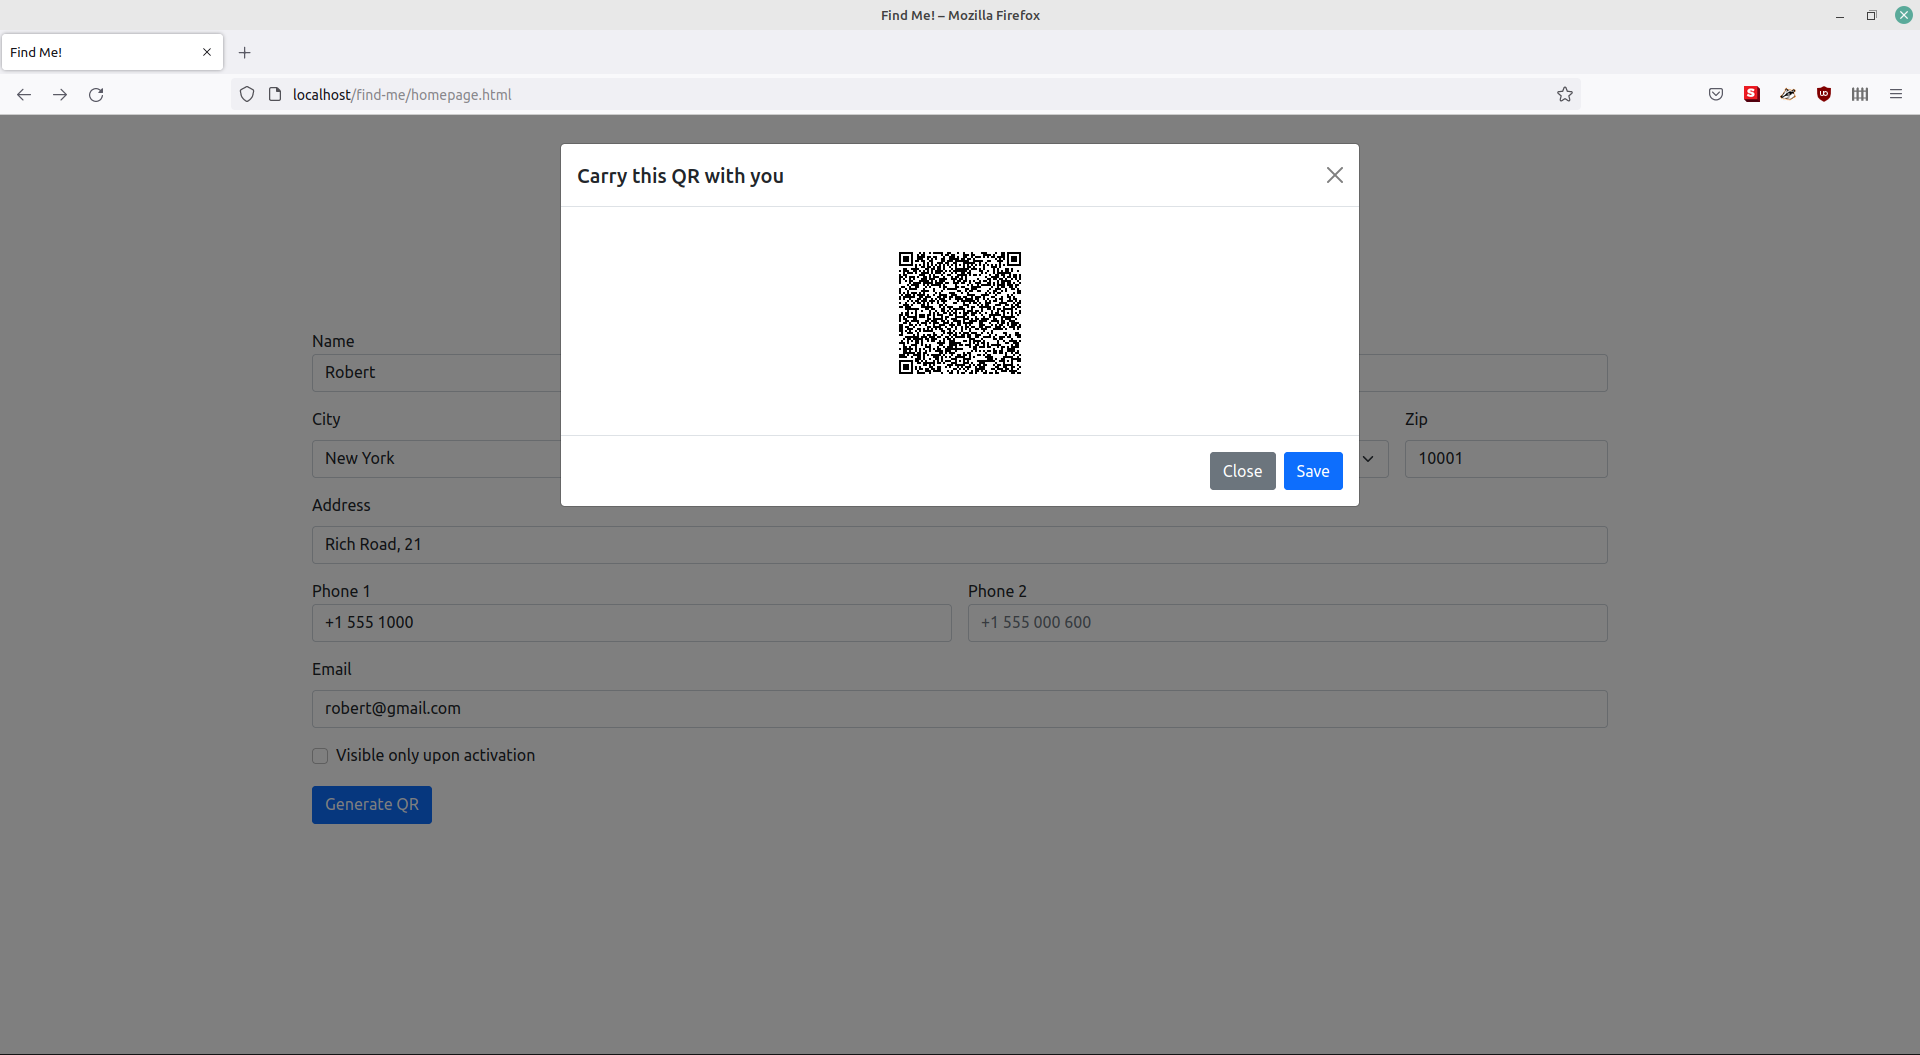 Find Me! – Mozilla Firefox
Find Me!
localhost/find-me/homepage.html
Carry this QR with you
Close
Save
Name
Robert
City
Zip
New York
10001
Address
Rich Road, 21
Phone 1
Phone 2
+1 555 1000
+1 555 000 600
Email
robert@gmail.com
Visible only upon activation
Generate QR